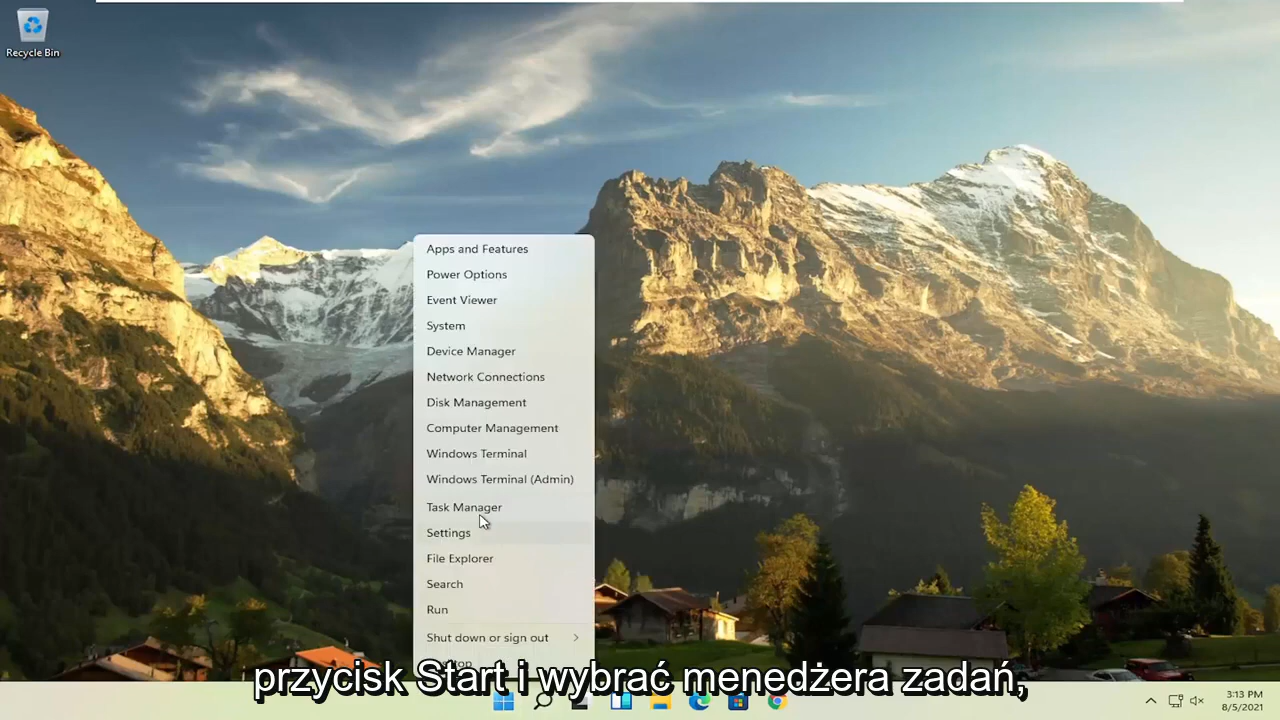 Recycle Bin
Apps and Features
Power Options
Event Viewer
System
Device Manager
Network Connections
Disk Management
Computer Management
Windows Terminal
Windows Terminal (Admin)
Task Manager
Settings
File Explorer
Search
Run
Shut down or sign out
przycisk Start i wybrać menedżera zadań,
3:13 PM
8/5/2021